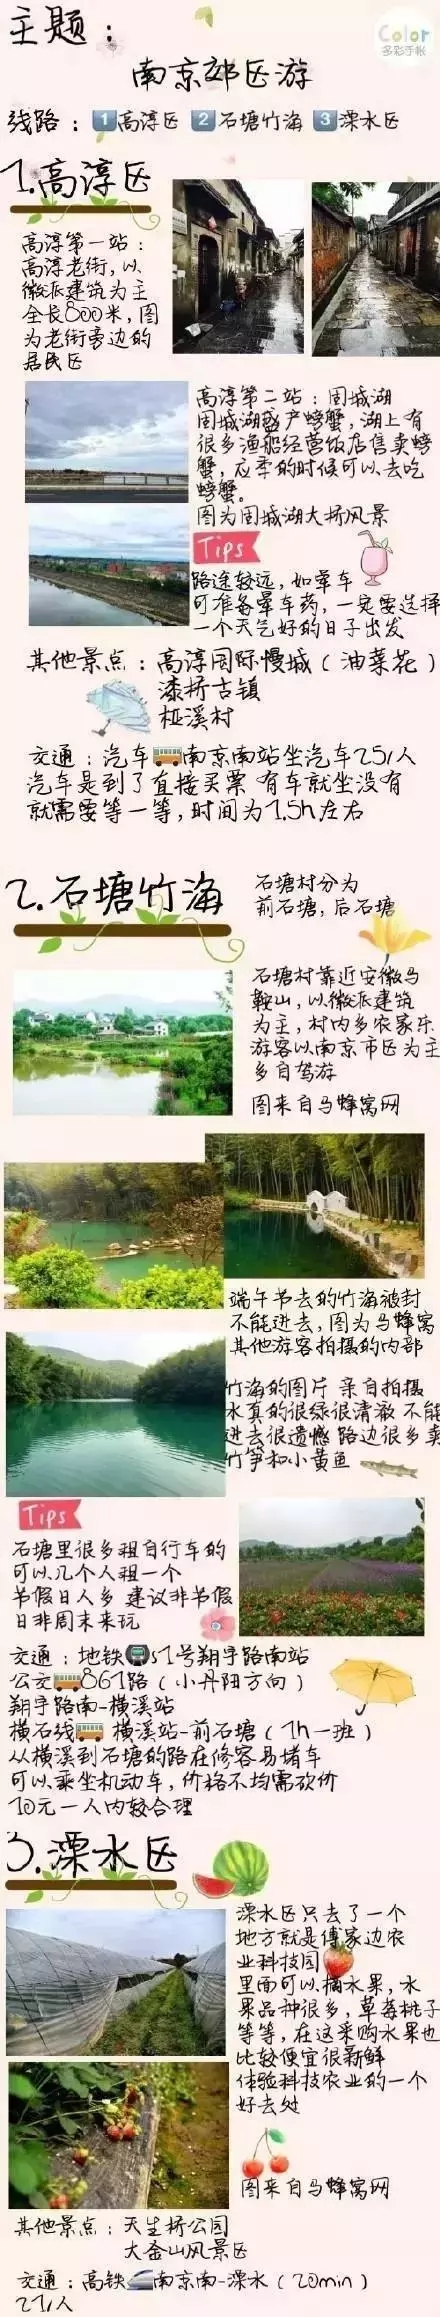 主题：
Color
多彩手帐
南京郊区游
线路：1高淳区 2石塘竹海 3溧水区
1.高淳区
高淳第一站：
高淳老街，以
徽派建筑为主
全长800米，图
为老街旁边的
居民区
高淳第二站：固城湖
固城湖盛产螃蟹，湖上有
很多渔船经营饭店售卖螃
蟹，应季的时候可以去吃
螃蟹。
图为固城湖大桥风景
Tips
路途较远，如晕车
可准备晕车药，一定要选择
一个天气好的日子出发
其他景点：高淳国际慢城（油菜花）
漆桥古镇
桠溪村
交通：汽车南京南站坐汽车25/人
汽车是到了直接买票 有车就坐没有
就需要等一等，时间为1.5h左右
2.石塘竹海
石塘村分为
前石塘，后石塘
石塘村靠近安徽马
鞍山，以徽派建筑
为主，村内多农家乐
游客以南京市区为主
多自驾游
图来自马蜂窝网
端午节去的竹海被封
不能进去，图为马蜂窝
其他游客拍摄的内部
竹海的图片 亲自拍摄
水真的很绿很清澈 不能
进去很遗憾 路边很多卖
竹笋和小黄鱼
Tips
石塘里很多租自行车的
可以几个人租一个
节假日人多 建议非节假
日非周末来玩
交通：地铁s1号翔宇路南站
公交861路（小丹阳方向）
翔宇路南-横溪站
横石线 横溪站-前石塘（1h一班）
从横溪到石塘的路在修容易堵车
可以乘坐机动车，价格不均需砍价
10元一人内较合理
3.溧水区
溧水区只去了一个
地方就是傅家边农
业科技园
里面可以摘水果，水
果品种很多，草莓桃子
等等，在这采购水果也
比较便宜很新鲜
体验科技农业的一个
好去处
图来自马蜂窝网
其他景点：天生桥公园
大金山风景区
交通：高铁南京南-溧水（20min）
21/人